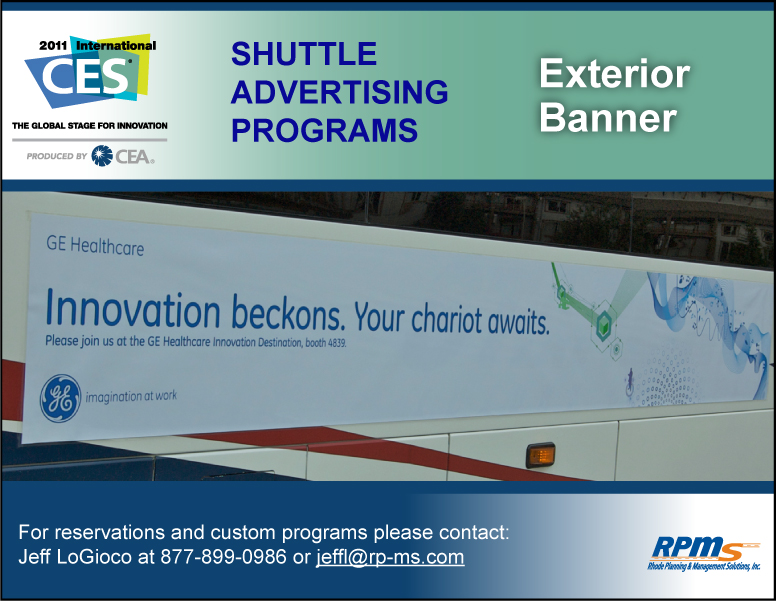 2011 International
CES®
THE GLOBAL STAGE FOR INNOVATION
PRODUCED BY CEA®
SHUTTLE
ADVERTISING
PROGRAMS
Exterior
Banner
GE Healthcare
Innovation beckons. Your chariot awaits.
Please join us at the GE Healthcare Innovation Destination, booth 4839.
GE imagination at work
For reservations and custom programs please contact:
Jeff LoGioco at 877-899-0986 or jeffl@rp-ms.com
RPMs
Rhode Planning & Management Solutions, Inc.